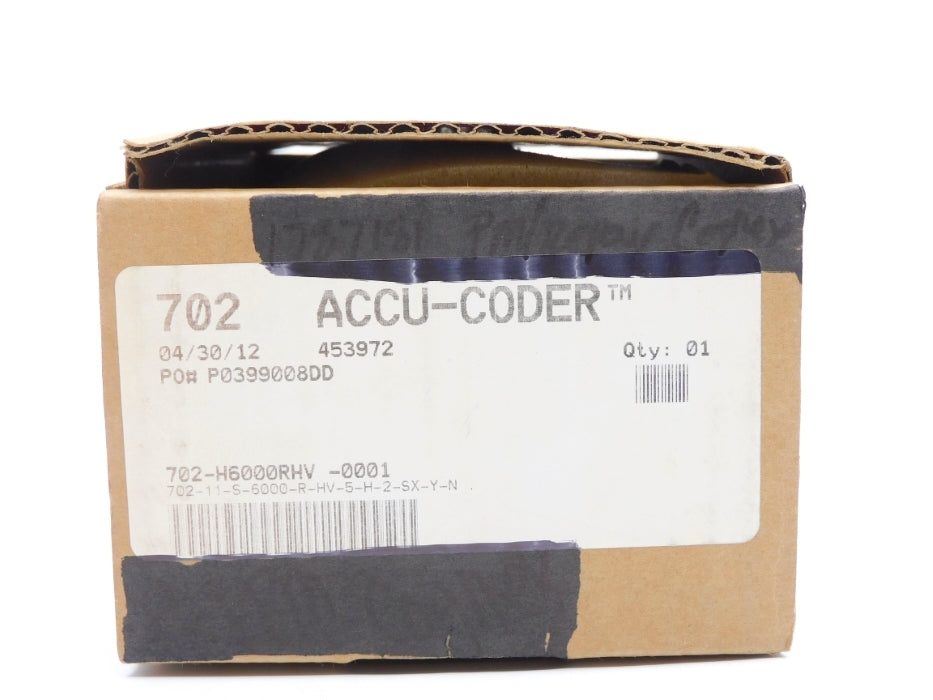 702 ACCU-CODER™
04/30/12 453972 Qty: 01
PO# P0399008DD
702-H6000RHV -0001
702-11-S-6000-R-HV-5-H-2-SX-Y-N